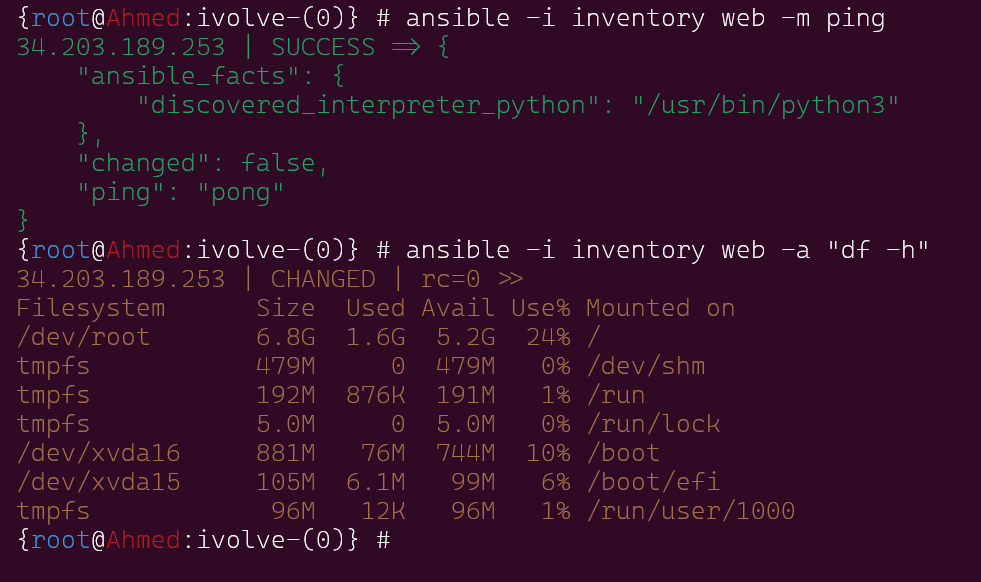 {root@Ahmed:ivolve-(0)} # ansible -i inventory web -m ping
34.203.189.253 | SUCCESS => {
    "ansible_facts": {
        "discovered_interpreter_python": "/usr/bin/python3"
    },
    "changed": false,
    "ping": "pong"
}
{root@Ahmed:ivolve-(0)} # ansible -i inventory web -a "df -h"
34.203.189.253 | CHANGED | rc=0 >>
Filesystem      Size  Used Avail Use% Mounted on
/dev/root       6.8G  1.6G  5.2G  24% /
tmpfs           479M     0  479M   0% /dev/shm
tmpfs           192M  876K  191M   1% /run
tmpfs           5.0M     0  5.0M   0% /run/lock
/dev/xvda16     881M   76M  744M  10% /boot
/dev/xvda15     105M  6.1M   99M   6% /boot/efi
tmpfs            96M   12K   96M   1% /run/user/1000
{root@Ahmed:ivolve-(0)} #